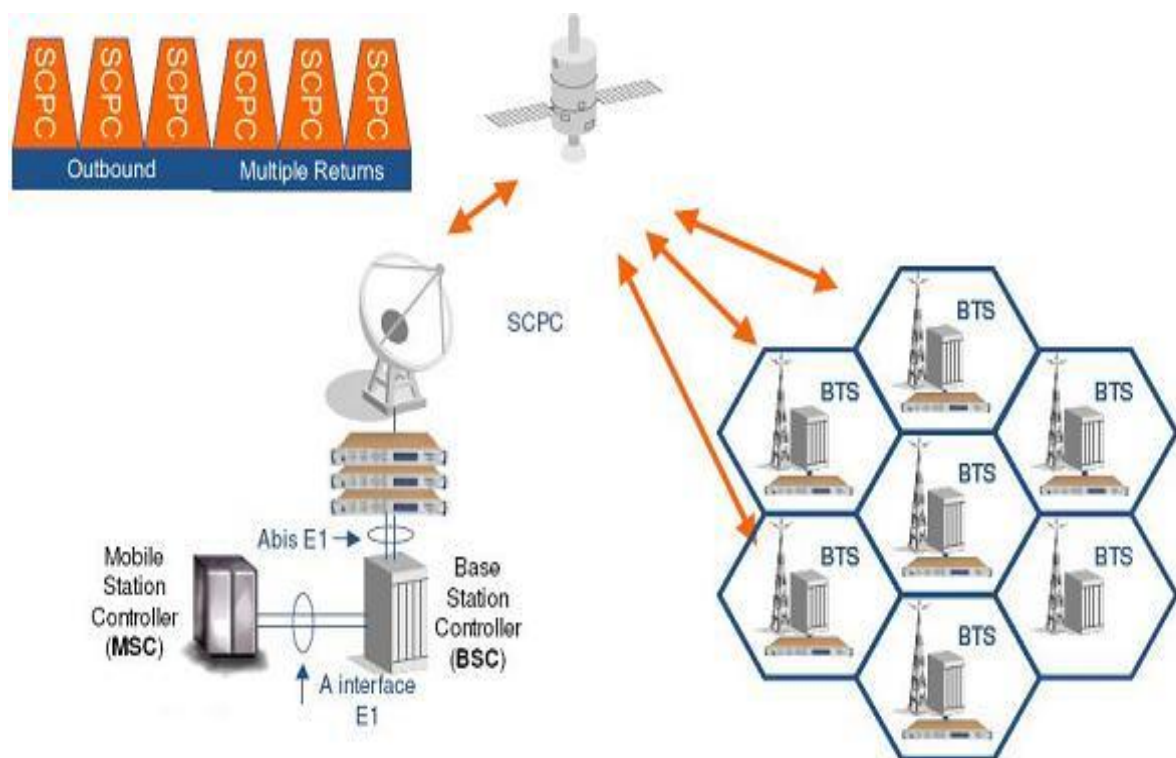 SCPC
SCPC
SCPC
SCPC
SCPC
SCPC
Outbound
Multiple Returns
SCPC
BTS
BTS
BTS
BTS
BTS
BTS
BTS
Abis E1
Mobile
Station
Controller
(MSC)
Base
Station
Controller
(BSC)
A interface
E1